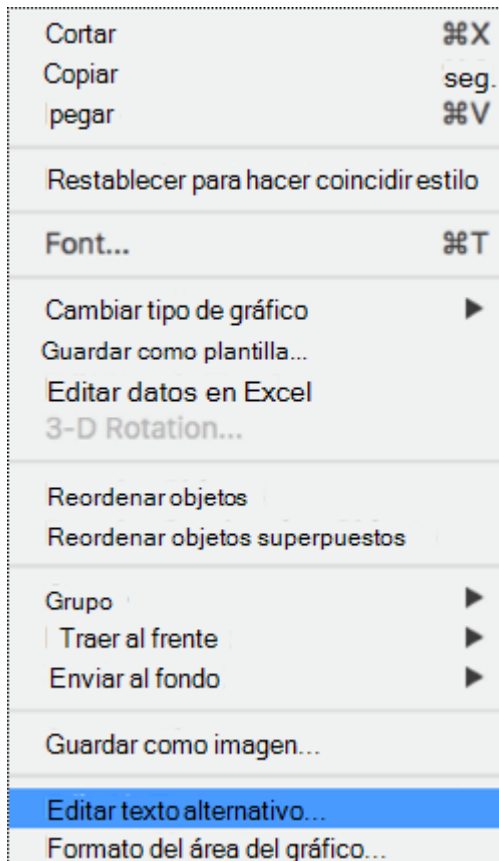 Cortar ⌘X
Copiar seg.
pegar ⌘V
Restablecer para hacer coincidir estilo
Font... ⌘T
Cambiar tipo de gráfico
Guardar como plantilla...
Editar datos en Excel
3-D Rotation...
Reordenar objetos
Reordenar objetos superpuestos
Grupo
Traer al frente
Enviar al fondo
Guardar como imagen...
Editar texto alternativo...
Formato del área del gráfico...